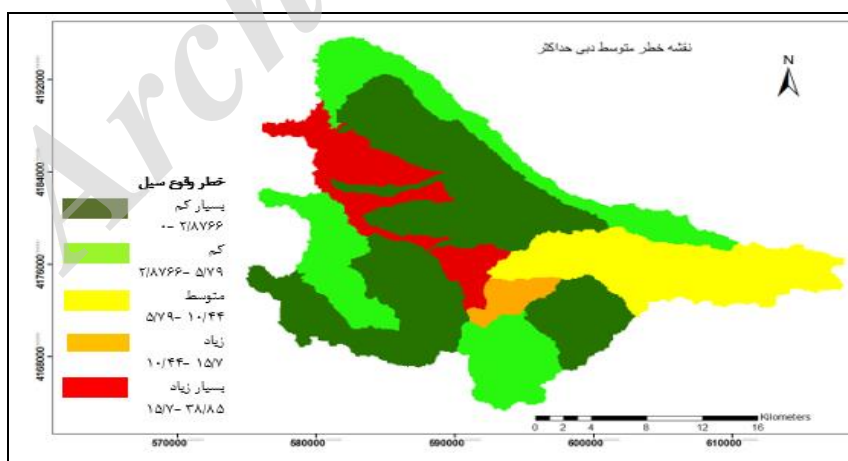 Arch
نقشه خطر متوسط دبی حداکثر
N
4192000
4184000
4176000
4168000
خطر وقوع سیل
بسیار کم
۰ -۲/۸۷۶۶
کم
۲/۸۷۶۶ -۵/۷۹
متوسط
۵/۷۹ -۱۰/۴۴
زیاد
۱۰/۴۴ -۱۵/۷
بسیار زیاد
۱۵/۷ -۳۸/۸۵
Kilometers
0 1 2 4 8 12 16
570000 580000 590000 600000 610000